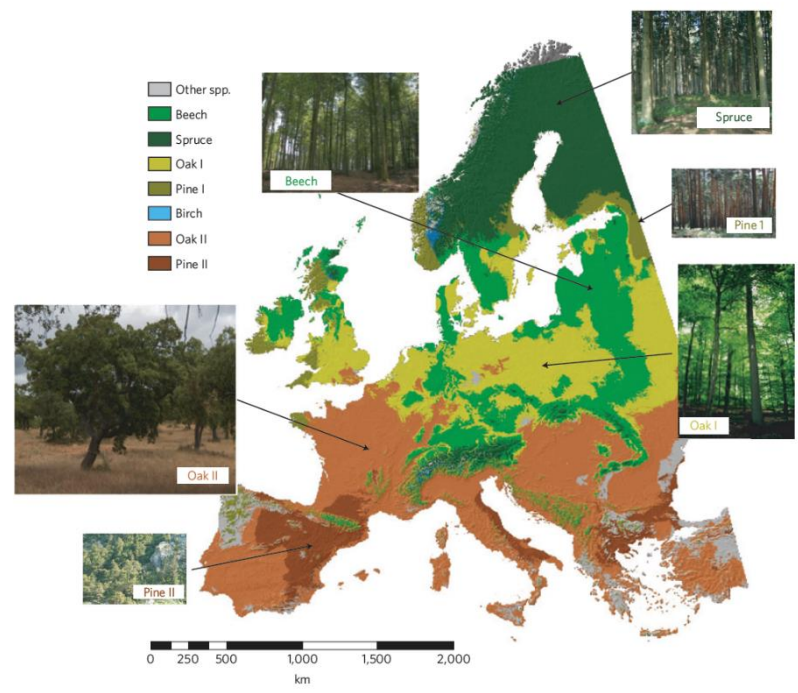 Other spp.
Beech
Spruce
Oak I
Pine I
Birch
Oak II
Pine II
Beech
Spruce
Pine 1
Oak I
Oak II
Pine II
0 250 500 1,000 1,500 2,000
km